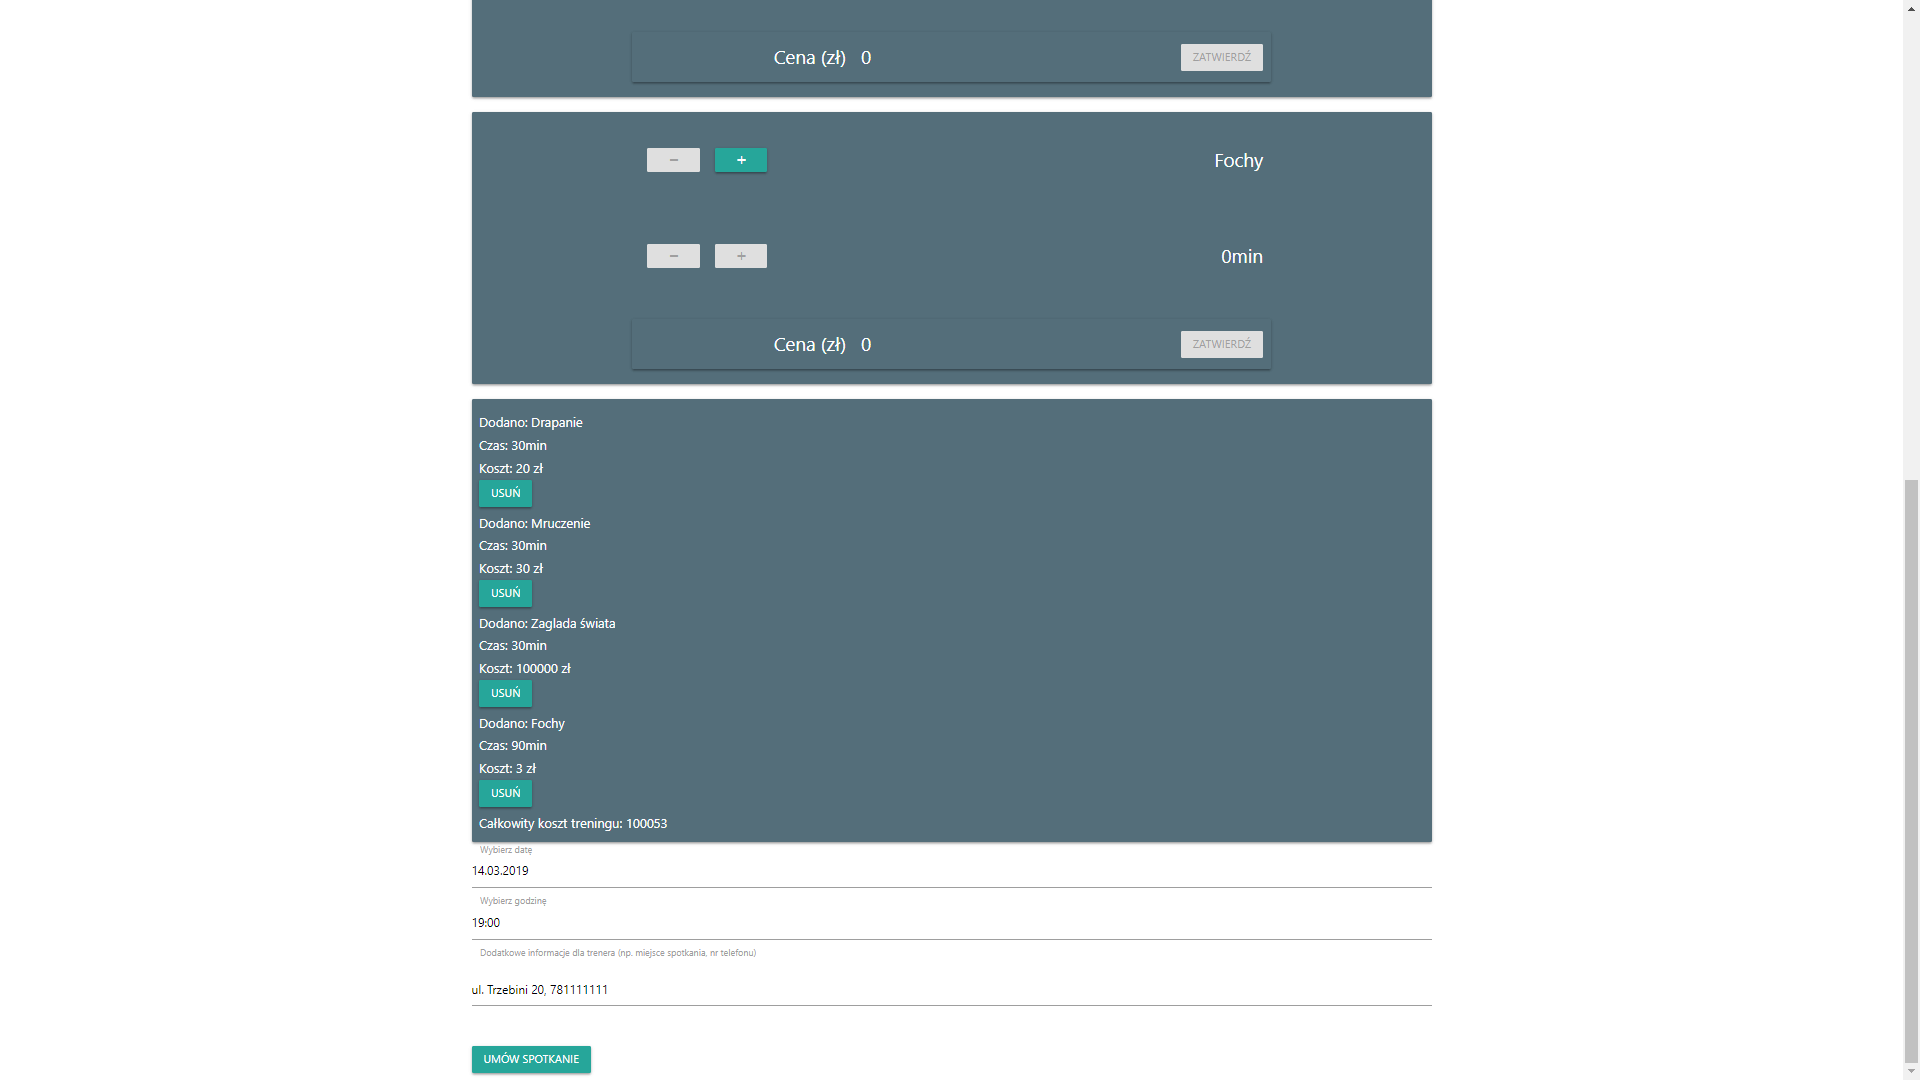 Cena (zł) 0 ZATWIERDŹ
− + Fochy
− + 0min
Cena (zł) 0 ZATWIERDŹ
Dodano: Drapanie
Czas: 30min
Koszt: 20 zł
USUŃ
Dodano: Mruczenie
Czas: 30min
Koszt: 30 zł
USUŃ
Dodano: Zaglada świata
Czas: 30min
Koszt: 100000 zł
USUŃ
Dodano: Fochy
Czas: 90min
Koszt: 3 zł
USUŃ
Całkowity koszt treningu: 100053
Wybierz datę
14.03.2019
Wybierz godzinę
19:00
Dodatkowe informacje dla trenera (np. miejsce spotkania, nr telefonu)
ul. Trzebini 20, 781111111
UMÓW SPOTKANIE